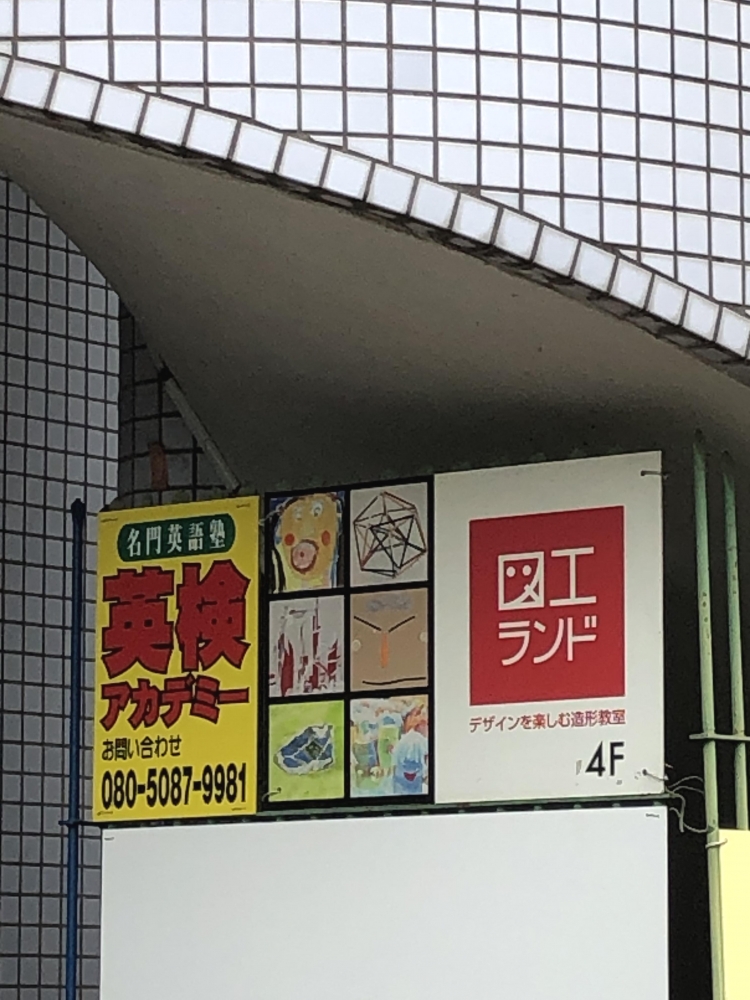 名門英語塾
英検
アカデミー
お問い合わせ
080-5087-9981
図工
ランド
デザインを楽しむ造形教室
4F